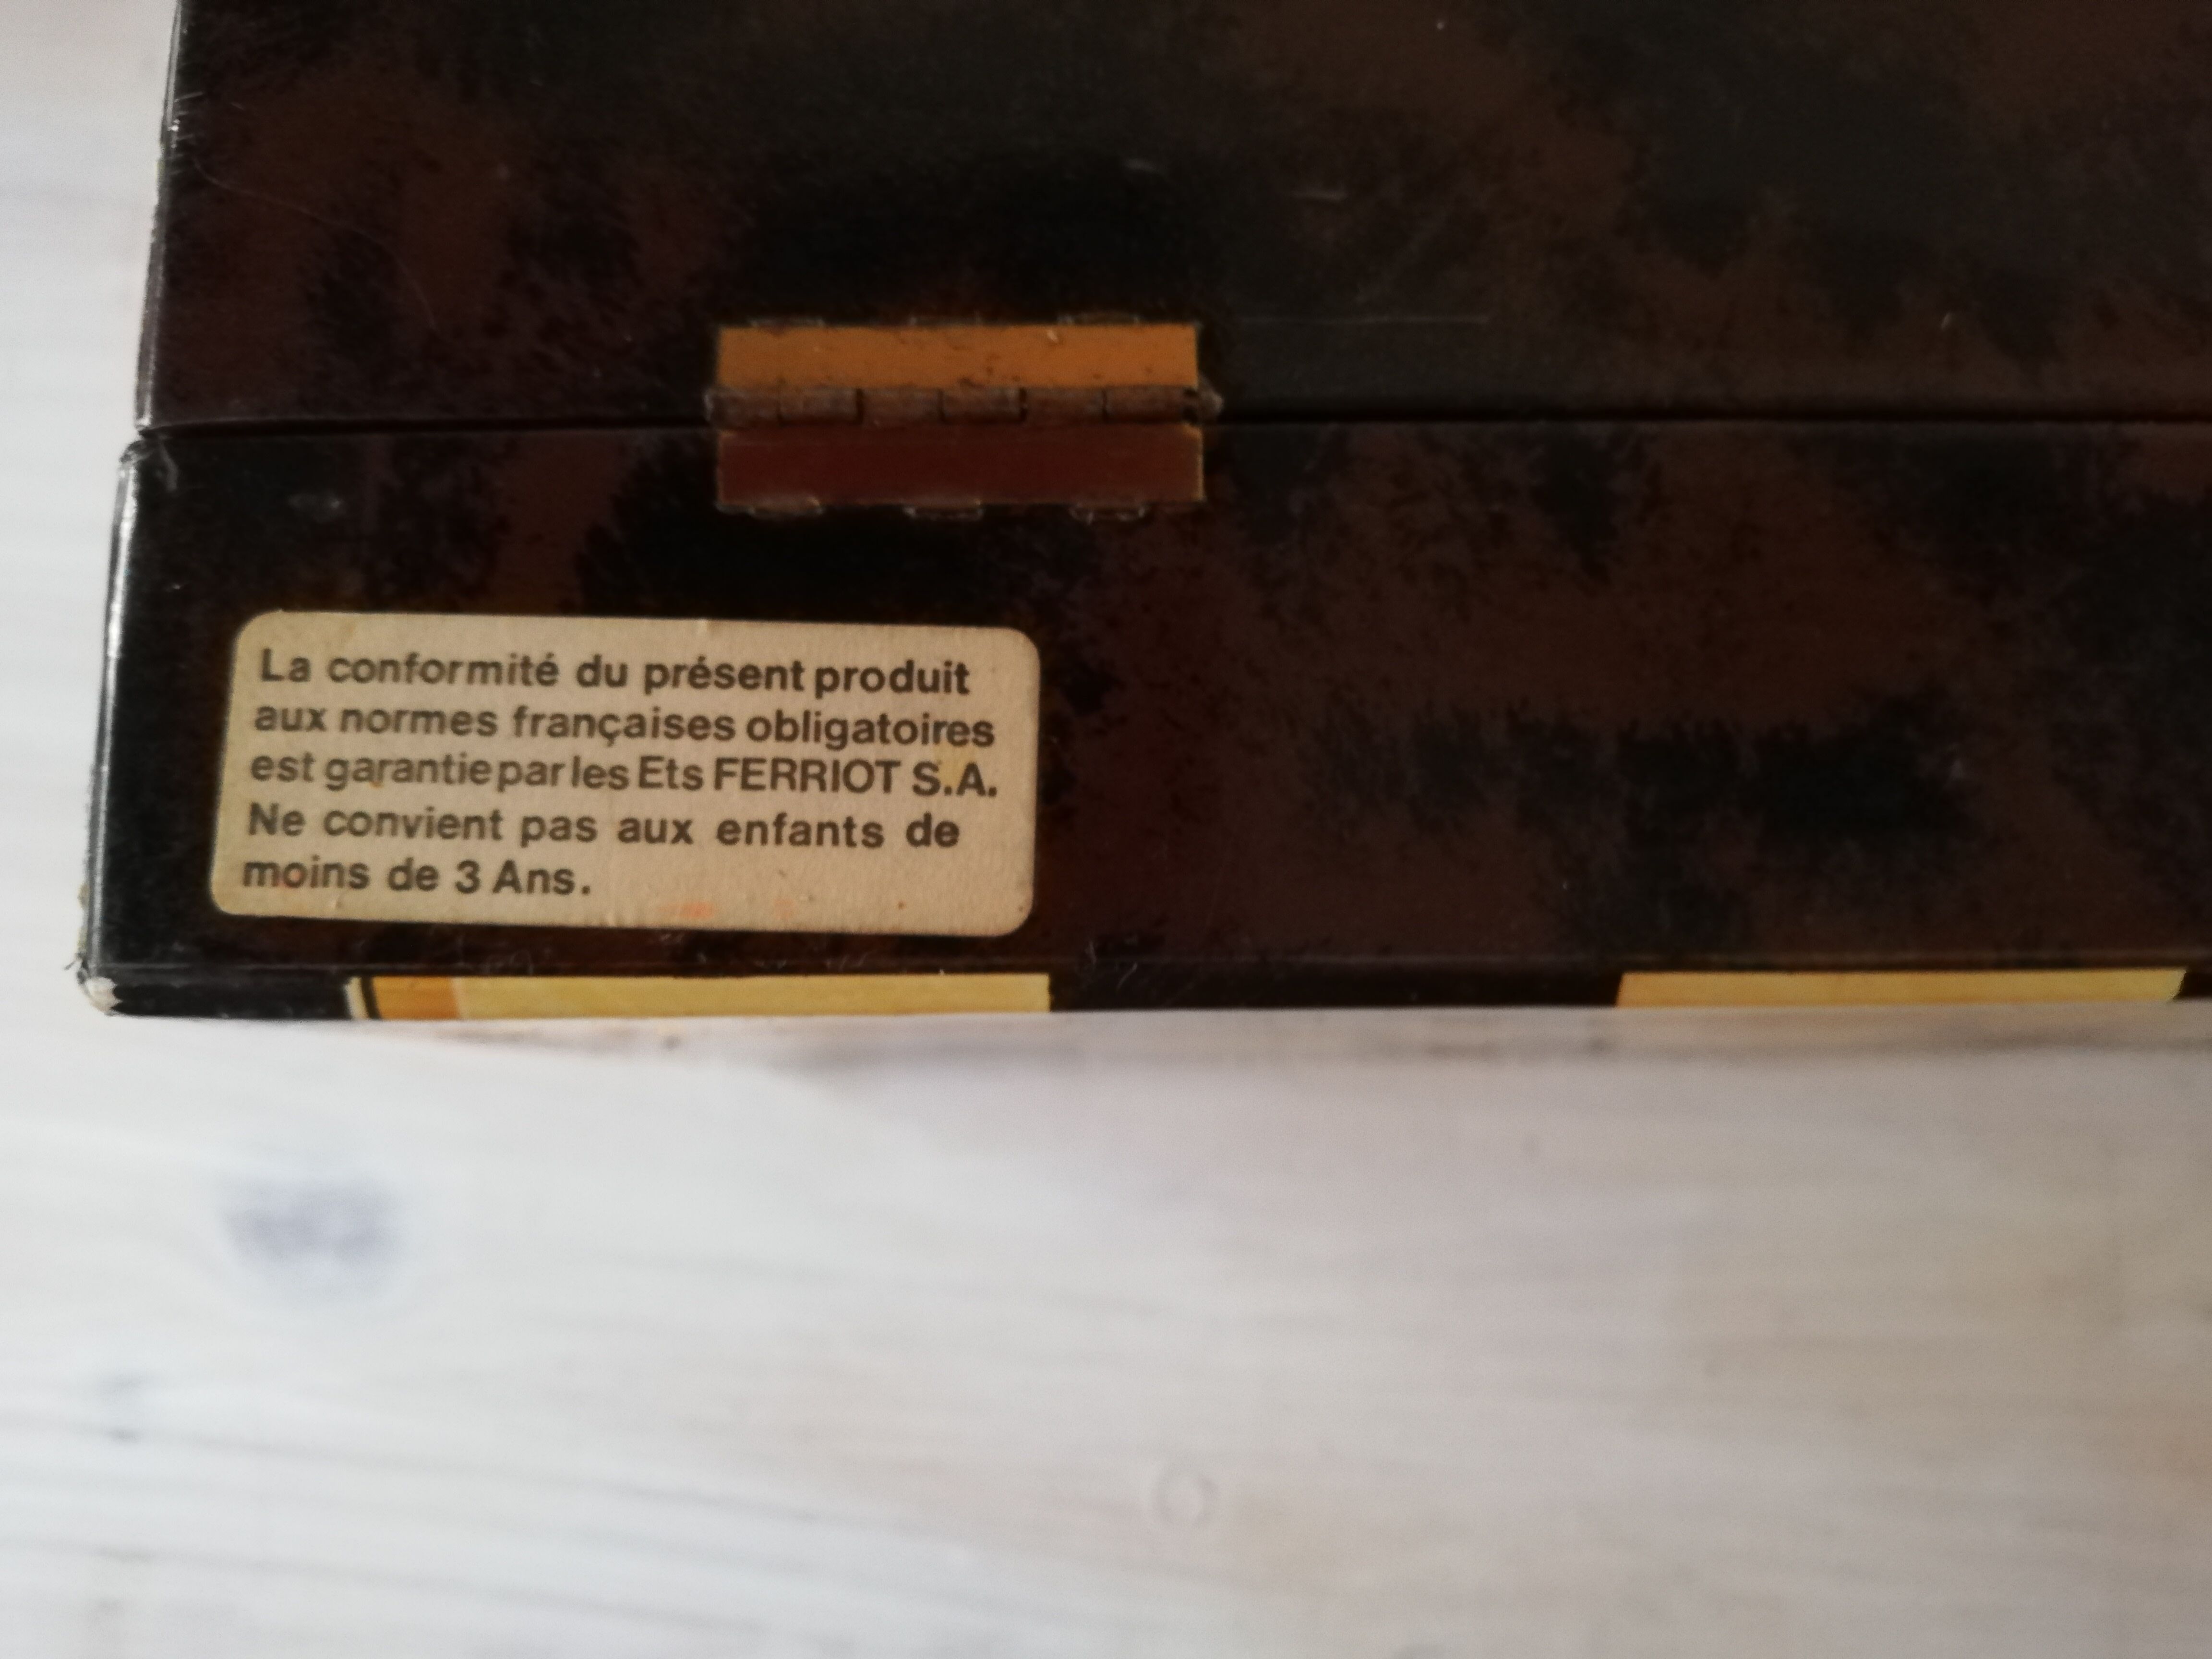 La conformité du présent produit
aux normes françaises obligatoires
est garantie par les Ets FERRIOT S.A.
Ne convient pas aux enfants de
moins de 3 Ans.